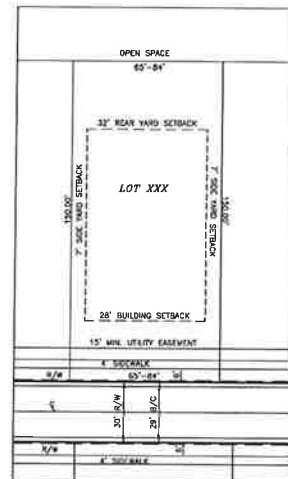 OPEN SPACE
65'-84'
32' REAR YARD SETBACK
LOT XXX
7' SIDE YARD SETBACK
150.00'
7' SIDE YARD SETBACK
150.00'
28' BUILDING SETBACK
15' MIN. UTILITY EASEMENT
4' SIDEWALK
R/W
65'-84'
30' R/W
29' B/C
R/W
4' SIDEWALK